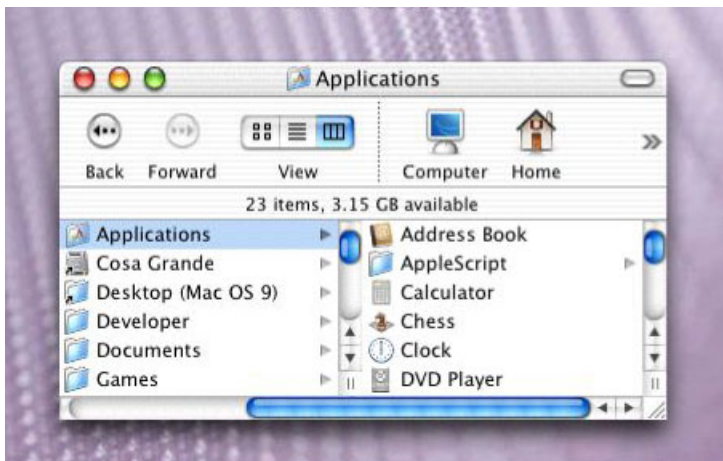 Applications
Back Forward View Computer Home
23 items, 3.15 GB available
Applications
Cosa Grande
Desktop (Mac OS 9)
Developer
Documents
Games
Address Book
AppleScript
Calculator
Chess
Clock
DVD Player